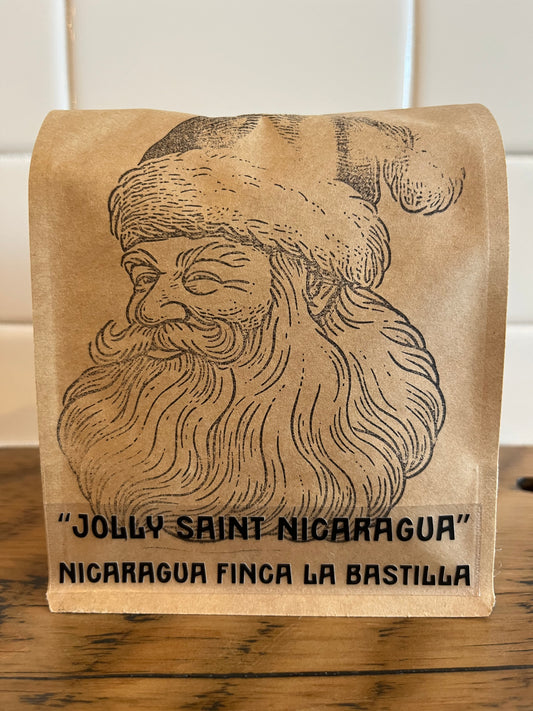 “JOLLY SAINT NICARAGUA”
NICARAGUA FINCA LA BASTILLA